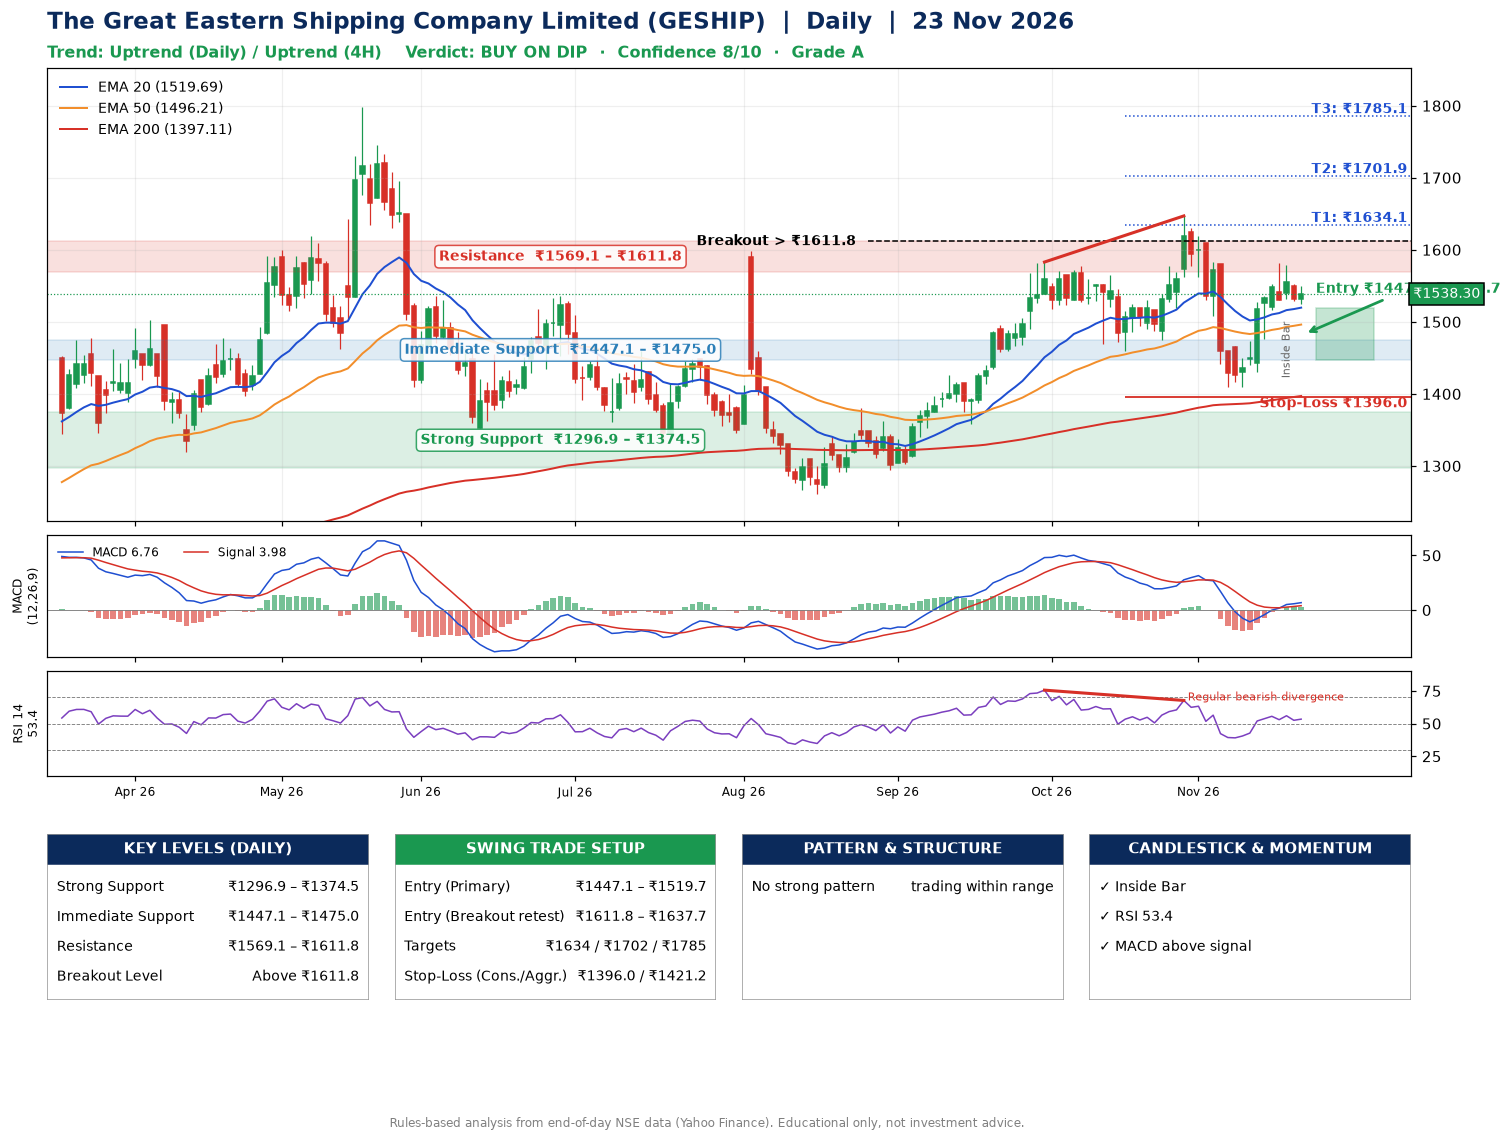 The Great Eastern Shipping Company Limited (GESHIP)  |  Daily  |  23 Nov 2026
Trend: Uptrend (Daily) / Uptrend (4H)    Verdict: BUY ON DIP  ·  Confidence 8/10  ·  Grade A
EMA 20 (1519.69)
EMA 50 (1496.21)
EMA 200 (1397.11)
T3: ₹1785.1
T2: ₹1701.9
T1: ₹1634.1
Breakout > ₹1611.8
Resistance  ₹1569.1 – ₹1611.8
Entry ₹1447
.7
₹1538.30
Immediate Support  ₹1447.1 – ₹1475.0
Inside Bar
Stop-Loss ₹1396.0
Strong Support  ₹1296.9 – ₹1374.5
1800
1700
1600
1500
1400
1300
MACD 6.76
Signal 3.98
MACD
(12,26,9)
50
0
RSI 14
53.4
Regular bearish divergence
75
50
25
Apr 26
May 26
Jun 26
Jul 26
Aug 26
Sep 26
Oct 26
Nov 26
KEY LEVELS (DAILY)
Strong Support ₹1296.9 – ₹1374.5
Immediate Support ₹1447.1 – ₹1475.0
Resistance ₹1569.1 – ₹1611.8
Breakout Level Above ₹1611.8
SWING TRADE SETUP
Entry (Primary) ₹1447.1 – ₹1519.7
Entry (Breakout retest) ₹1611.8 – ₹1637.7
Targets ₹1634 / ₹1702 / ₹1785
Stop-Loss (Cons./Aggr.) ₹1396.0 / ₹1421.2
PATTERN & STRUCTURE
No strong pattern trading within range
CANDLESTICK & MOMENTUM
✓ Inside Bar
✓ RSI 53.4
✓ MACD above signal
Rules-based analysis from end-of-day NSE data (Yahoo Finance). Educational only, not investment advice.